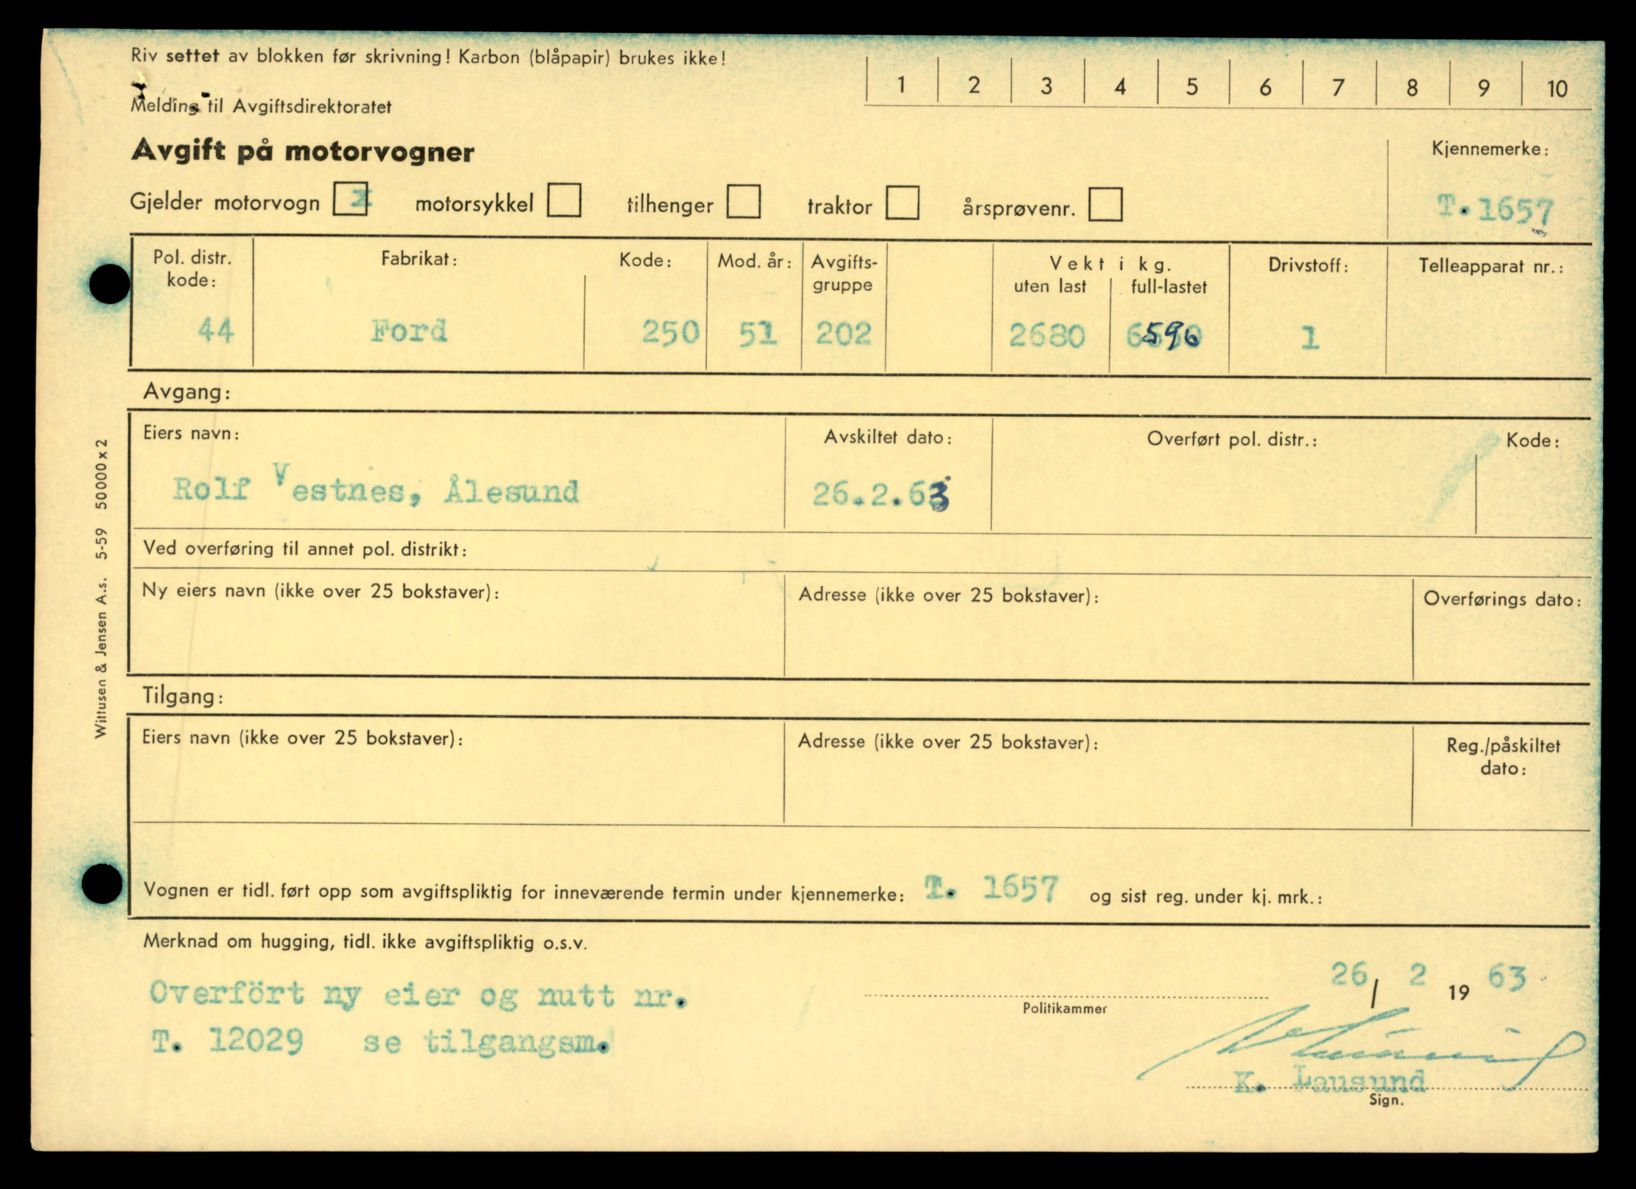 Riv settet av blokken før skrivning! Karbon (blåpapir) brukes ikke!
1 2 3 4 5 6 7 8 9 10
Melding til Avgiftsdirektoratet
Avgift på motorvogner
Kjennemerke:
Gjelder motorvogn x motorsykkel tilhenger traktor årsprøvenr.
T.1657
Pol. distr. kode: Fabrikat: Kode: Mod. år: Avgifts-gruppe Vekt i kg. uten last full-lastet Drivstoff: Telleapparat nr.:
44 Ford 250 51 202 2680 6590 1
Avgang:
Eiers navn: Avskiltet dato: Overført pol. distr.: Kode:
Rolf Vestnes, Ålesund 26.2.63
Ved overføring til annet pol. distrikt:
Ny eiers navn (ikke over 25 bokstaver): Adresse (ikke over 25 bokstaver): Overførings dato:
Tilgang:
Eiers navn (ikke over 25 bokstaver): Adresse (ikke over 25 bokstaver): Reg./påskiltet dato:
Vognen er tidl. ført opp som avgiftspliktig for inneværende termin under kjennemerke: T. 1657 og sist reg. under kj. mrk.:
Merknad om hugging, tidl. ikke avgiftspliktig o.s.v.
Overfört ny eier og nutt nr.
T. 12029 se tilgangsm.
26/ 2 19 63
Politikammer
K. Lausund
Sign.
Wittusen & Jensen A.s. 5-59 50000x2